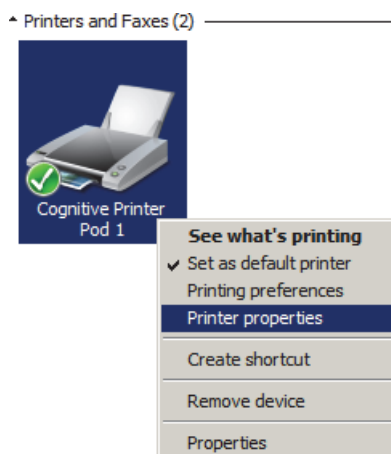 Printers and Faxes (2)
Cognitive Printer
Pod 1
See what's printing
Set as default printer
Printing preferences
Printer properties
Create shortcut
Remove device
Properties